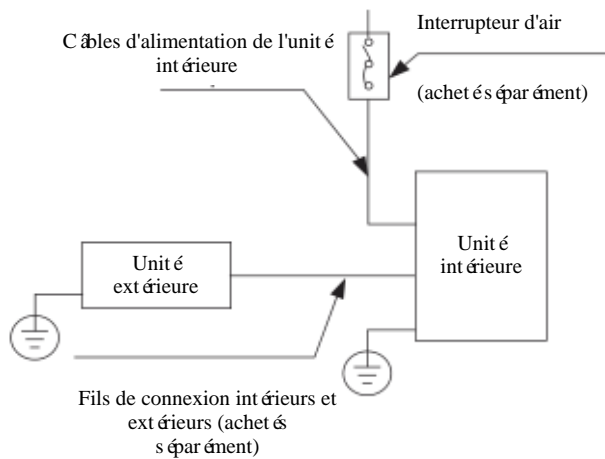 Câbles d'alimentation de l'unité
intérieure
Interrupteur d'air
(achetés séparément)
Unité
intérieure
Unité
extérieure
Fils de connexion intérieurs et
extérieurs (achetés
séparément)